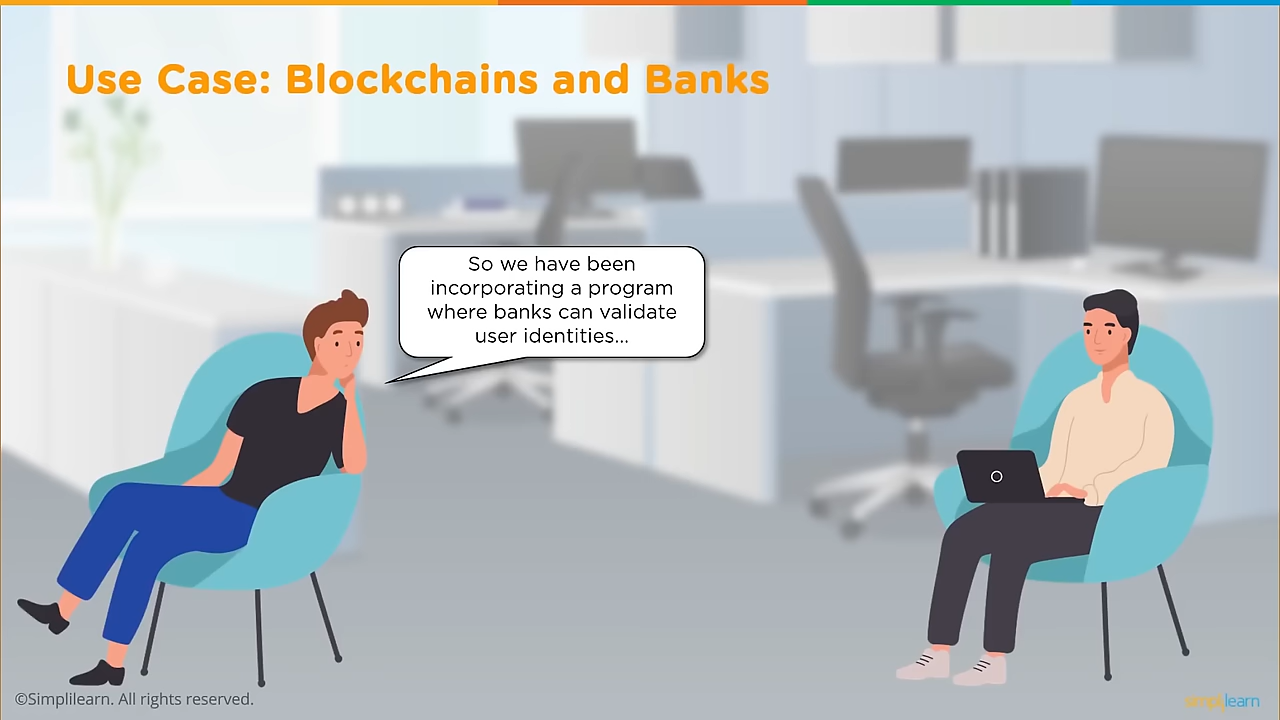 Use Case: Blockchains and Banks
So we have been
incorporating a program
where banks can validate
user identities...
©Simplilearn. All rights reserved.
simplilearn